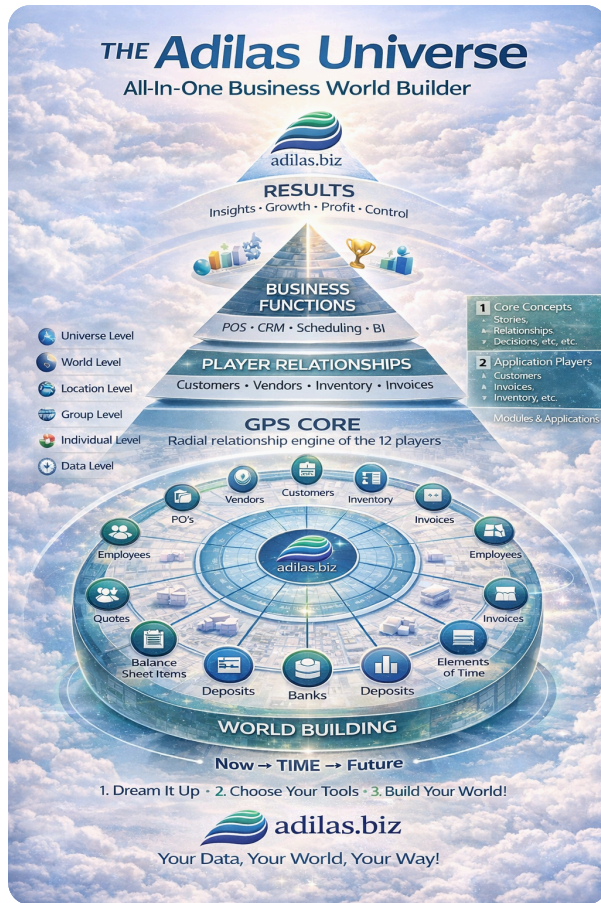 THE Adilas Universe
All-In-One Business World Builder
adilas.biz
RESULTS
Insights • Growth • Profit • Control
BUSINESS
FUNCTIONS
POS • CRM • Scheduling • BI
PLAYER RELATIONSHIPS
Customers • Vendors • Inventory • Invoices
GPS CORE
Radial relationship engine of the 12 players
Universe Level
World Level
Location Level
Group Level
Individual Level
Data Level
1 Core Concepts
Stories,
Relationships
Decisions, etc, etc.
2 Application Players
Customers
Invoices,
Inventory, etc.
Modules & Applications
Customers
Vendors
Inventory
PO's
Invoices
Employees
Employees
Quotes
Invoices
Balance
Sheet Items
Deposits
Banks
Deposits
Elements
of Time
adilas.biz
WORLD BUILDING
Now → TIME → Future
1. Dream It Up • 2. Choose Your Tools • 3. Build Your World!
adilas.biz
Your Data, Your World, Your Way!